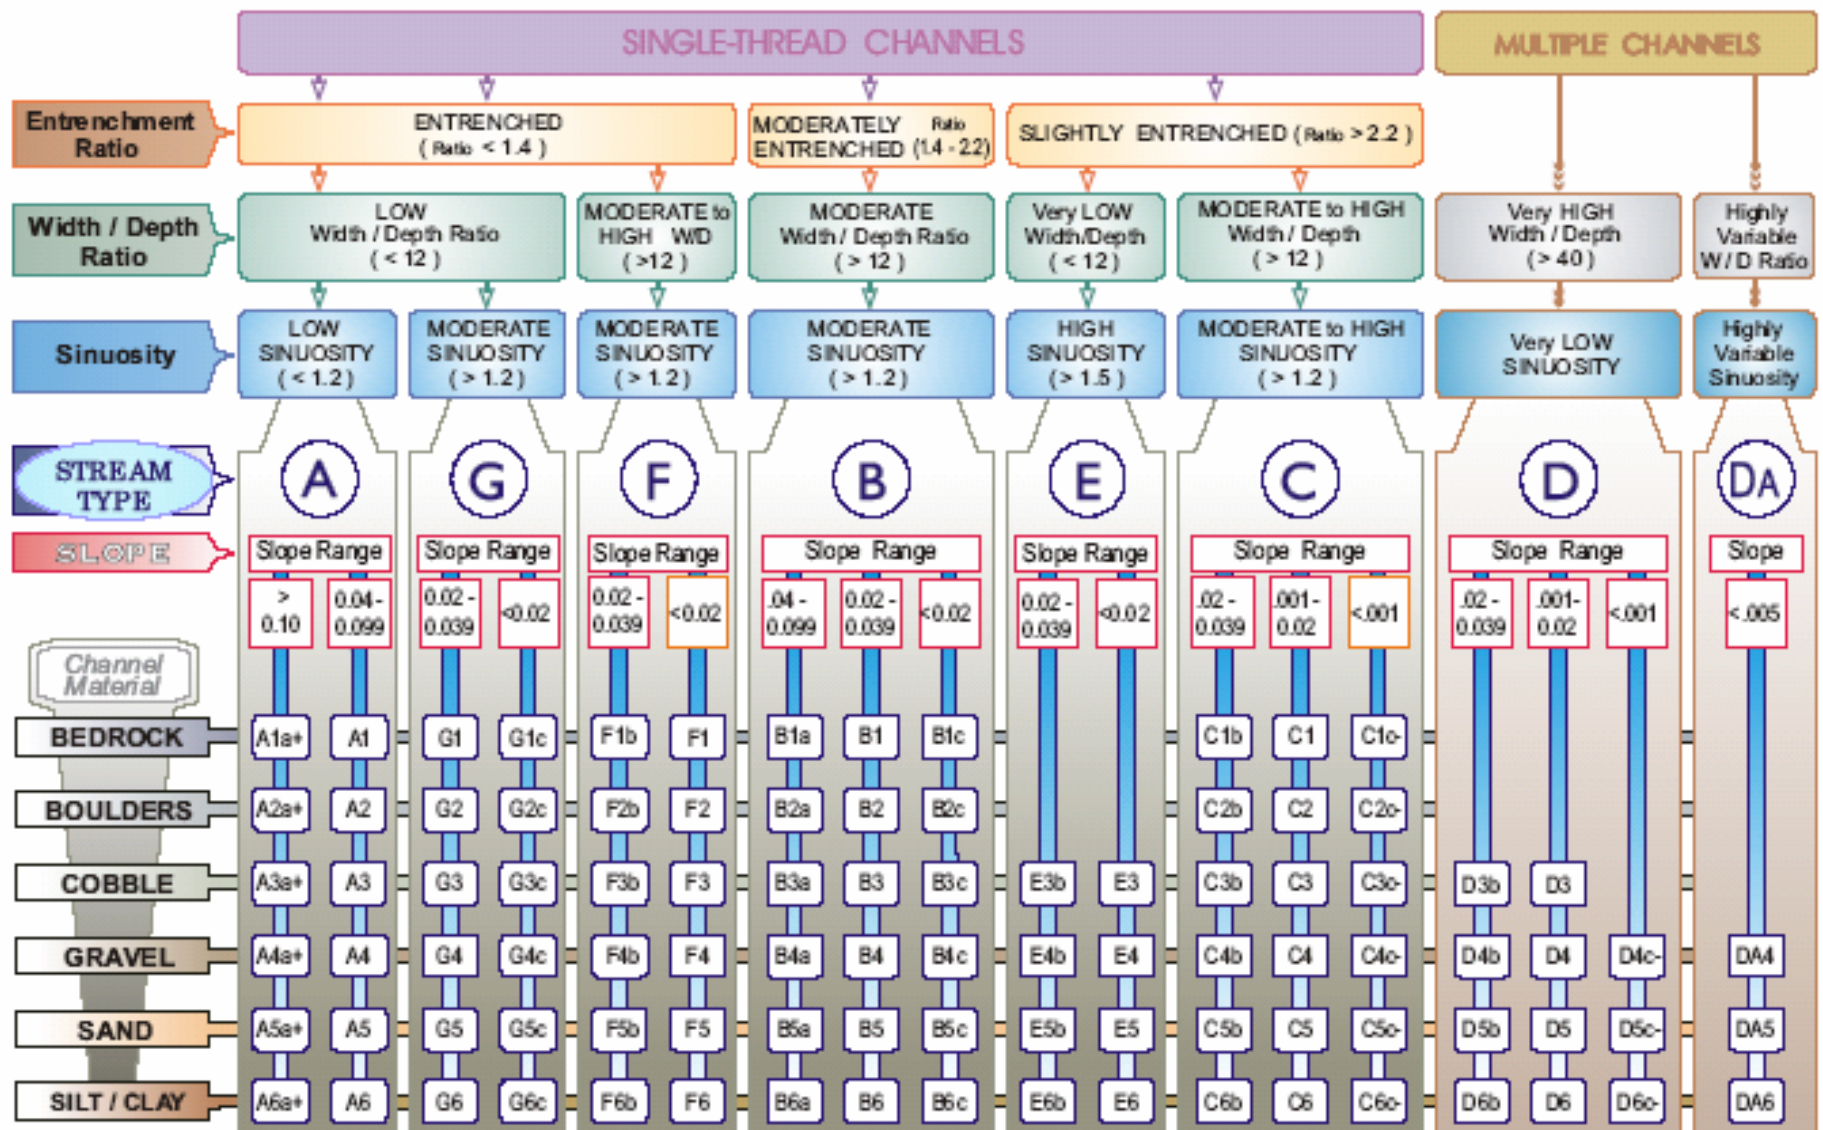 SINGLE-THREAD CHANNELS
MULTIPLE CHANNELS
Entrenchment
Ratio
ENTRENCHED
( Ratio < 1.4 )
MODERATELY Ratio
ENTRENCHED (1.4 - 2.2)
SLIGHTLY ENTRENCHED ( Ratio > 2.2 )
Width / Depth
Ratio
LOW
Width / Depth Ratio
( < 12 )
MODERATE to
HIGH W/D
( >12 )
MODERATE
Width / Depth Ratio
( > 12 )
Very LOW
Width/Depth
( < 12 )
MODERATE to HIGH
Width / Depth
( > 12 )
Very HIGH
Width / Depth
( > 40 )
Highly
Variable
W / D Ratio
Sinuosity
LOW
SINUOSITY
( < 1.2 )
MODERATE
SINUOSITY
( > 1.2 )
MODERATE
SINUOSITY
( > 1.2 )
MODERATE
SINUOSITY
( > 1.2 )
HIGH
SINUOSITY
( > 1.5 )
MODERATE to HIGH
SINUOSITY
( > 1.2 )
Very LOW
SINUOSITY
Highly
Variable
Sinuosity
STREAM
TYPE
A G F B E C D DA
SLOPE
Slope Range
Slope Range
Slope Range
Slope Range
Slope Range
Slope Range
Slope Range
Slope
>
0.10
0.04 -
0.099
0.02 -
0.039
<0.02
0.02 -
0.039
<0.02
.04 -
0.099
0.02 -
0.039
<0.02
0.02 -
0.039
<0.02
.02 -
0.039
.001-
0.02
<.001
.02 -
0.039
.001-
0.02
<.001
<.005
Channel
Material
BEDROCK A1a+ A1 G1 G1c F1b F1 B1a B1 B1c C1b C1 C1c-
BOULDERS A2a+ A2 G2 G2c F2b F2 B2a B2 B2c C2b C2 C2c-
COBBLE A3a+ A3 G3 G3c F3b F3 B3a B3 B3c E3b E3 C3b C3 C3c- D3b D3
GRAVEL A4a+ A4 G4 G4c F4b F4 B4a B4 B4c E4b E4 C4b C4 C4c- D4b D4 D4c- DA4
SAND A5a+ A5 G5 G5c F5b F5 B5a B5 B5c E5b E5 C5b C5 C5c- D5b D5 D5c- DA5
SILT / CLAY A6a+ A6 G6 G6c F6b F6 B6a B6 B6c E6b E6 C6b C6 C6c- D6b D6 D6c- DA6